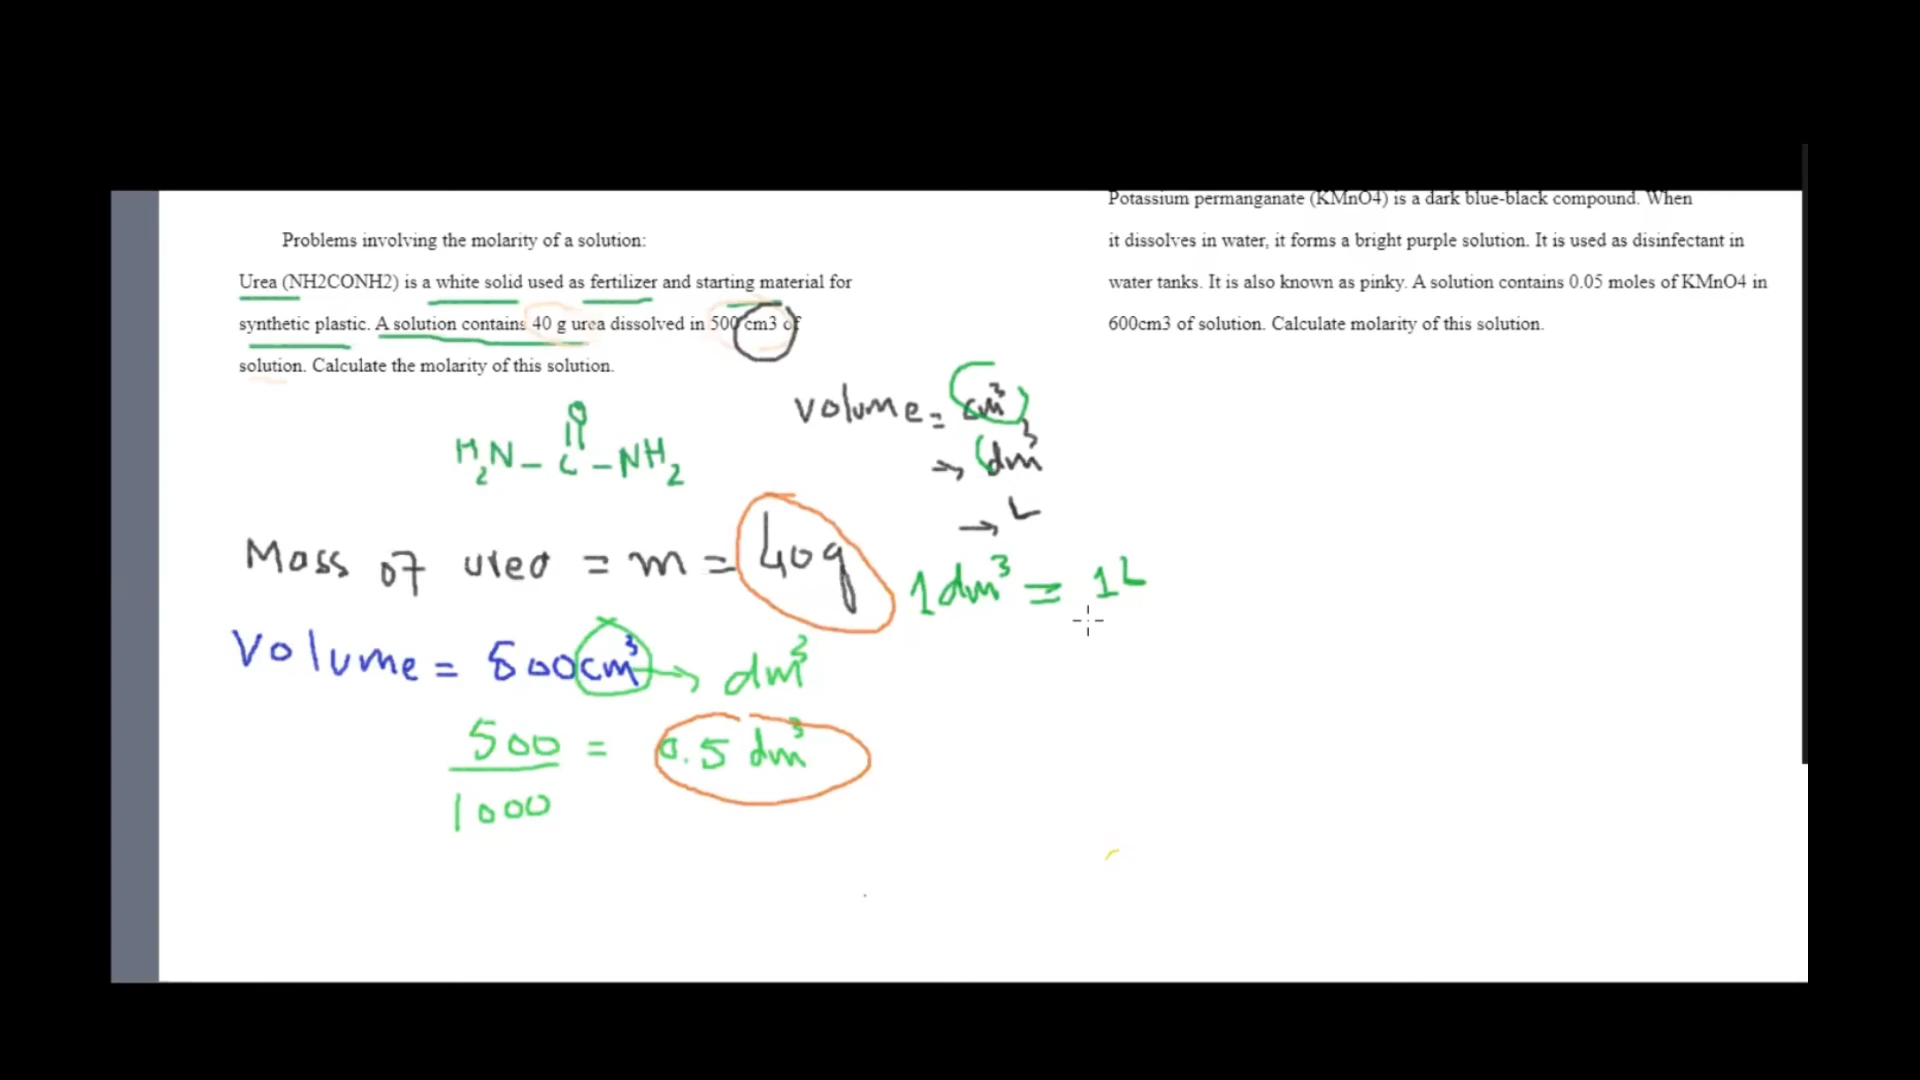 Problems involving the molarity of a solution:
Urea (NH2CONH2) is a white solid used as fertilizer and starting material for
synthetic plastic. A solution contains 40 g urea dissolved in 500 cm3 of
solution. Calculate the molarity of this solution.
H₂N - C - NH₂
O
Mass of urea = m = 40g
Volume = 500cm³ → dm³
500 = 0.5 dm³
1000
Volume = cm³
→ dm³
→ L
1dm³ = 1L
Potassium permanganate (KMnO4) is a dark blue-black compound. When
it dissolves in water, it forms a bright purple solution. It is used as disinfectant in
water tanks. It is also known as pinky. A solution contains 0.05 moles of KMnO4 in
600cm3 of solution. Calculate molarity of this solution.